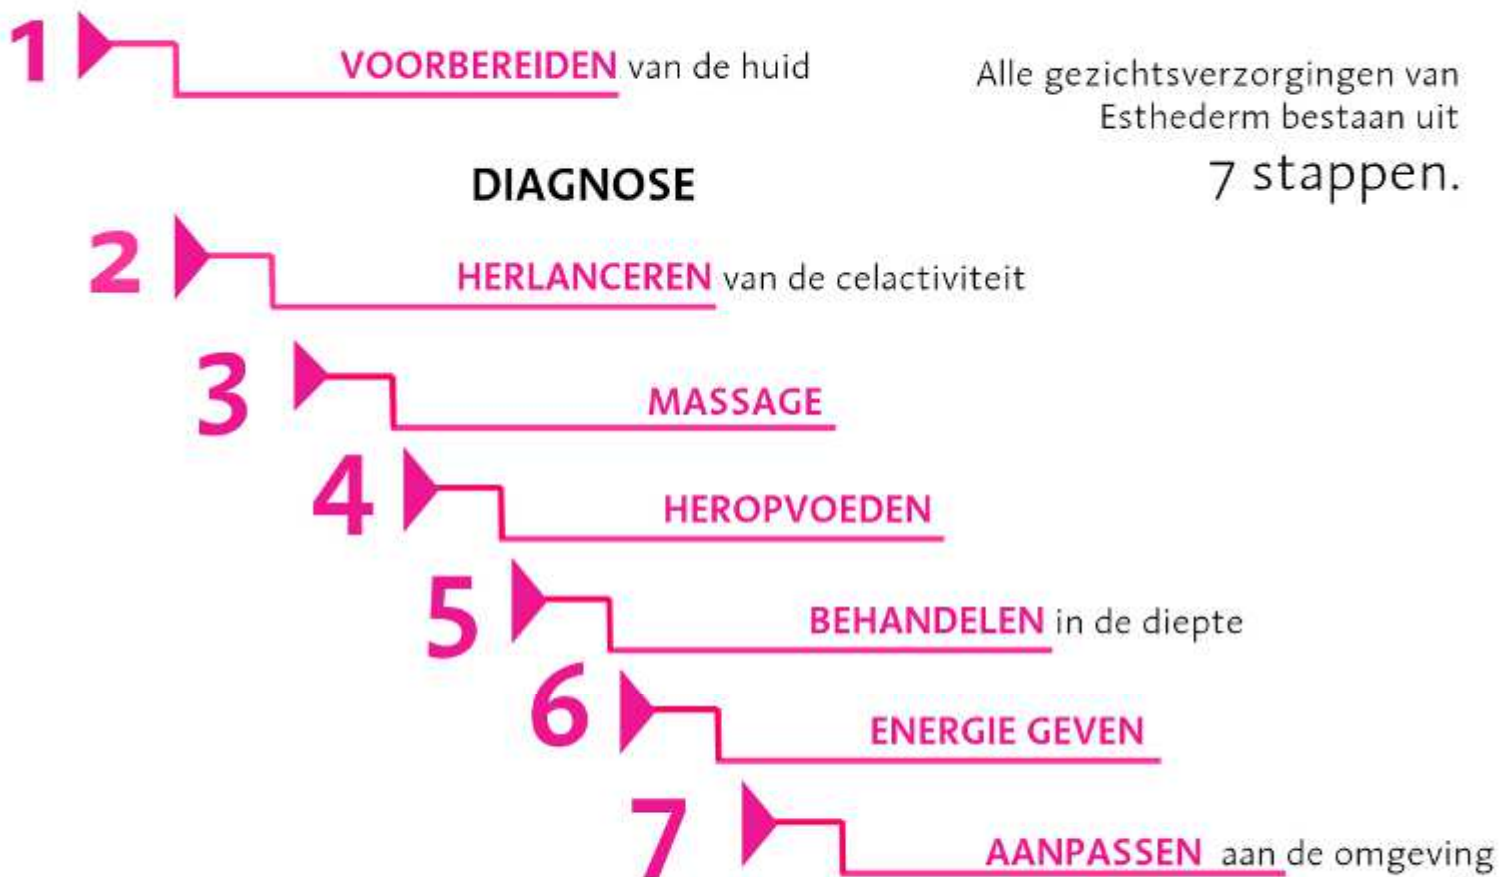 1 VOORBEREIDEN van de huid
Alle gezichtsverzorgingen van
Esthederm bestaan uit
7 stappen.
DIAGNOSE
2 HERLANCEREN van de celactiviteit
3 MASSAGE
4 HEROPVOEDEN
5 BEHANDELEN in de diepte
6 ENERGIE GEVEN
7 AANPASSEN aan de omgeving